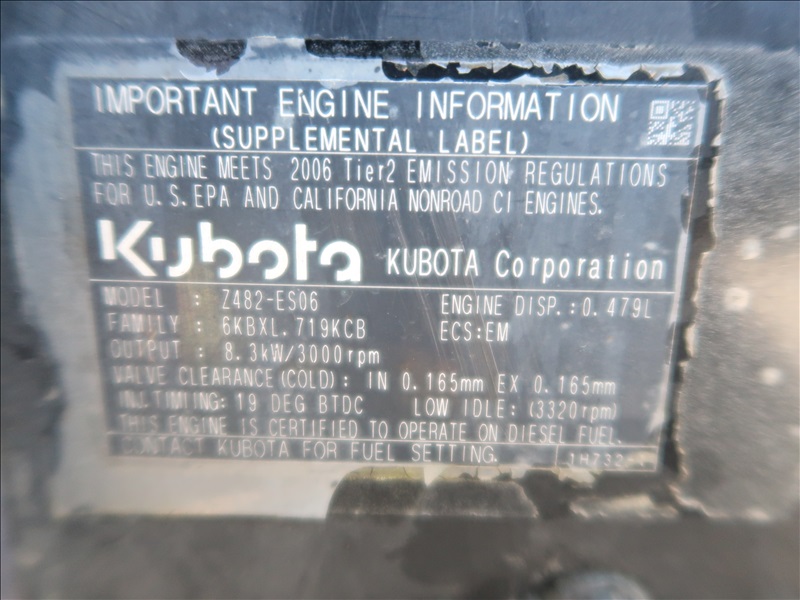 IMPORTANT ENGINE INFORMATION
(SUPPLEMENTAL LABEL)
THIS ENGINE MEETS 2006 Tier2 EMISSION REGULATIONS
FOR U.S.EPA AND CALIFORNIA NONROAD CI ENGINES.
Kubota KUBOTA Corporation
MODEL : Z482-ES06 ENGINE DISP.:0.479L
FAMILY : 6KBXL.719KCB ECS:EM
OUTPUT : 8.3kW/3000rpm
VALVE CLEARANCE(COLD): IN 0.165mm EX 0.165mm
INJ.TIMING: 19 DEG BTDC LOW IDLE: (3320rpm)
THIS ENGINE IS CERTIFIED TO OPERATE ON DIESEL FUEL.
CONTACT KUBOTA FOR FUEL SETTING.